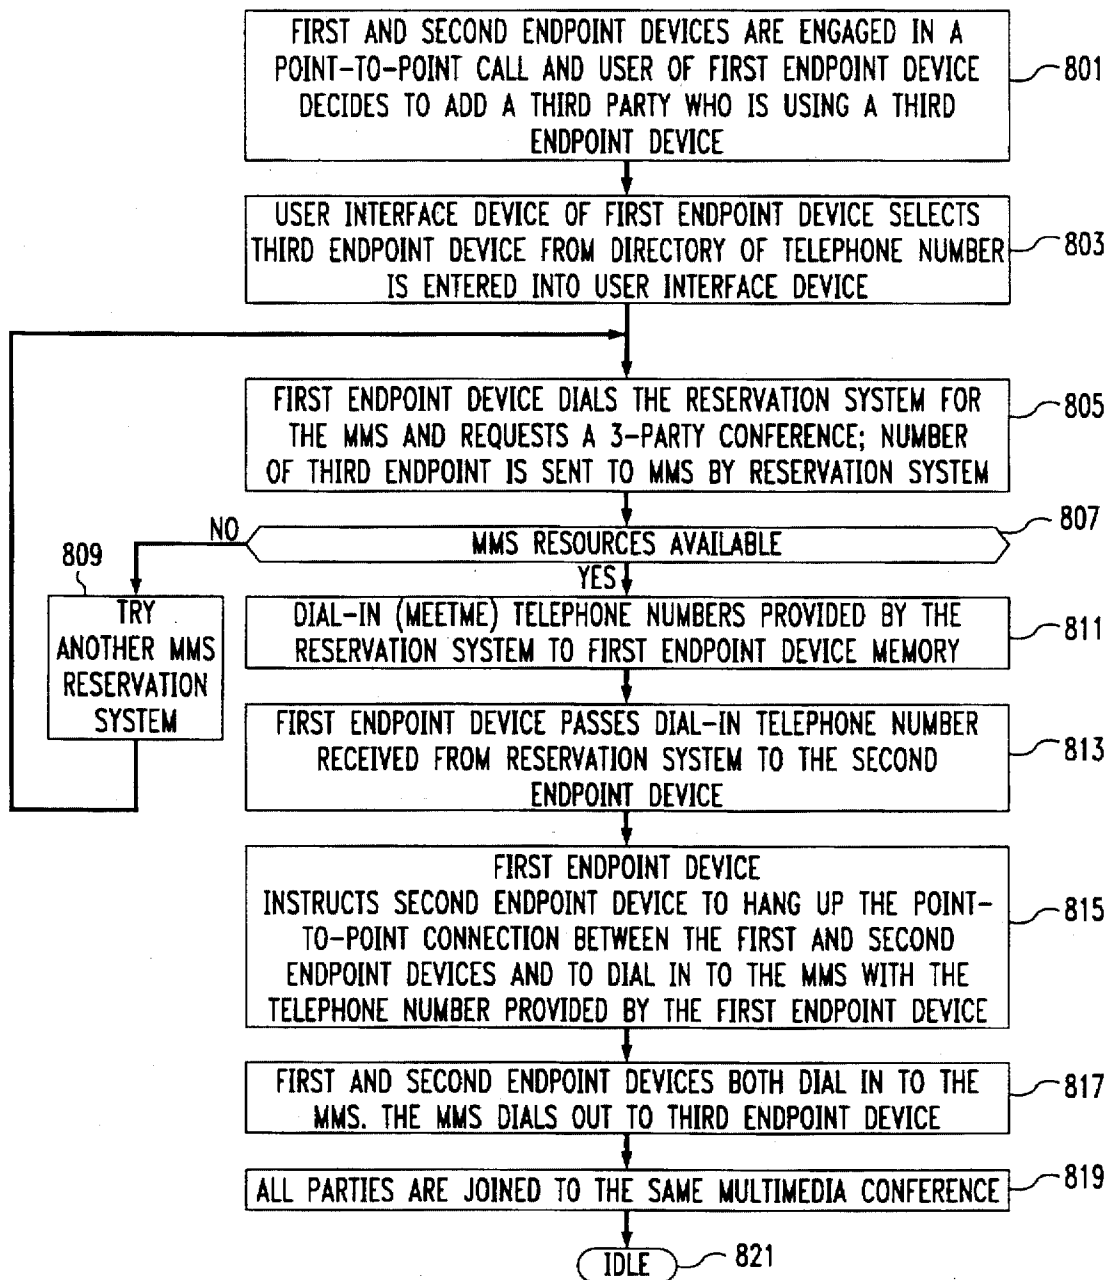 FIRST AND SECOND ENDPOINT DEVICES ARE ENGAGED IN A
POINT-TO-POINT CALL AND USER OF FIRST ENDPOINT DEVICE
DECIDES TO ADD A THIRD PARTY WHO IS USING A THIRD
ENDPOINT DEVICE
801
USER INTERFACE DEVICE OF FIRST ENDPOINT DEVICE SELECTS
THIRD ENDPOINT DEVICE FROM DIRECTORY OF TELEPHONE NUMBER
IS ENTERED INTO USER INTERFACE DEVICE
803
FIRST ENDPOINT DEVICE DIALS THE RESERVATION SYSTEM FOR
THE MMS AND REQUESTS A 3-PARTY CONFERENCE; NUMBER
OF THIRD ENDPOINT IS SENT TO MMS BY RESERVATION SYSTEM
805
NO
MMS RESOURCES AVAILABLE
807
YES
809
TRY
ANOTHER MMS
RESERVATION
SYSTEM
DIAL-IN (MEETME) TELEPHONE NUMBERS PROVIDED BY THE
RESERVATION SYSTEM TO FIRST ENDPOINT DEVICE MEMORY
811
FIRST ENDPOINT DEVICE PASSES DIAL-IN TELEPHONE NUMBER
RECEIVED FROM RESERVATION SYSTEM TO THE SECOND
ENDPOINT DEVICE
813
FIRST ENDPOINT DEVICE
INSTRUCTS SECOND ENDPOINT DEVICE TO HANG UP THE POINT-
TO-POINT CONNECTION BETWEEN THE FIRST AND SECOND
ENDPOINT DEVICES AND TO DIAL IN TO THE MMS WITH THE
TELEPHONE NUMBER PROVIDED BY THE FIRST ENDPOINT DEVICE
815
FIRST AND SECOND ENDPOINT DEVICES BOTH DIAL IN TO THE
MMS. THE MMS DIALS OUT TO THIRD ENDPOINT DEVICE
817
ALL PARTIES ARE JOINED TO THE SAME MULTIMEDIA CONFERENCE
819
IDLE
821